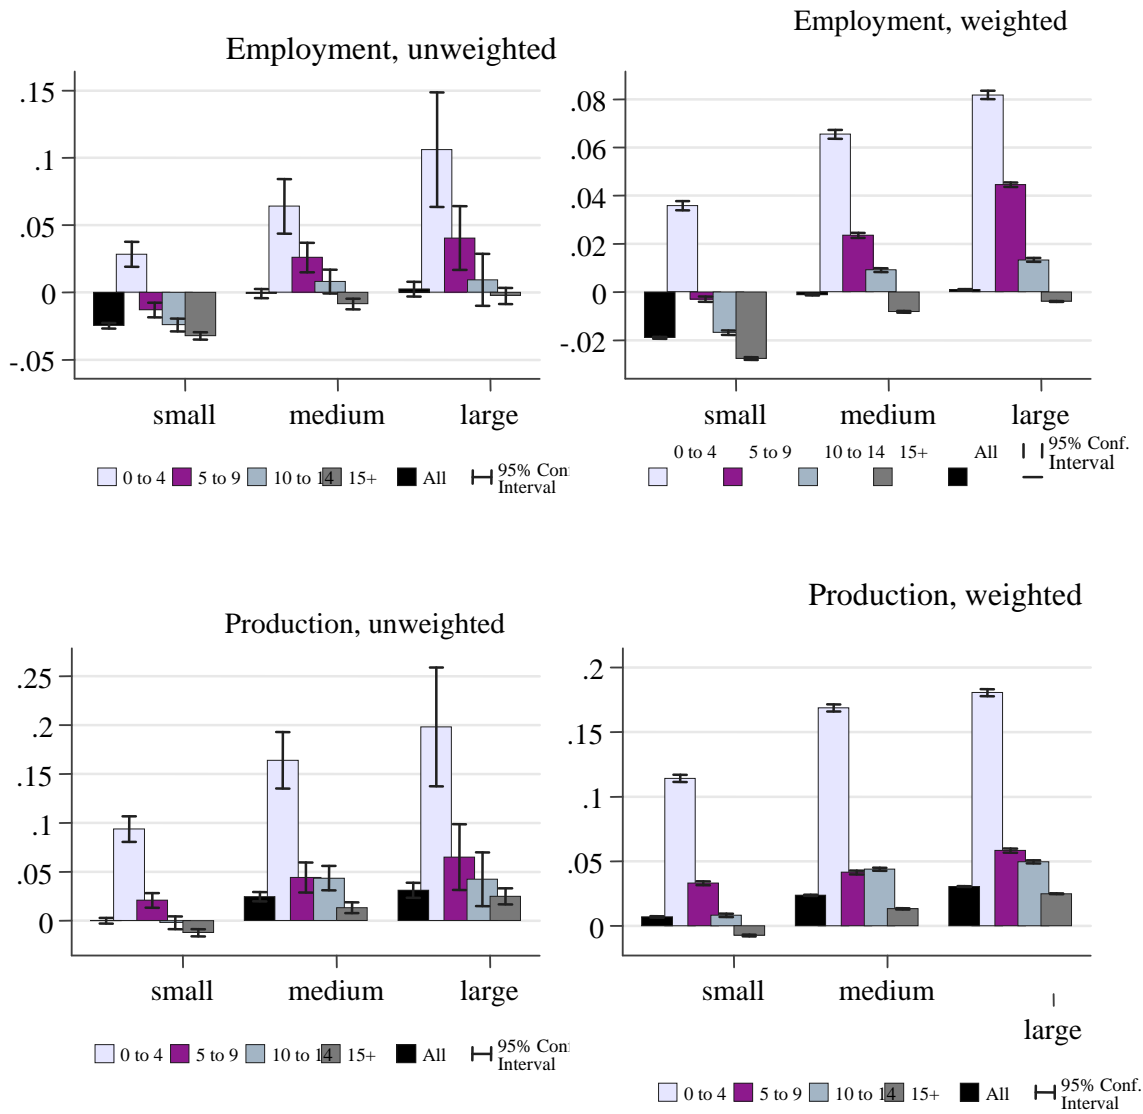 Employment, unweighted
.15
.1
.05
0
-.05
small medium large
0 to 4 5 to 9 10 to 14 15+ All 95% Conf.
Interval
Employment, weighted
.08
.06
.04
.02
0
-.02
small medium large
0 to 4 5 to 9 10 to 14 15+ All 95% Conf.
Interval
Production, unweighted
.25
.2
.15
.1
.05
0
small medium large
0 to 4 5 to 9 10 to 14 15+ All 95% Conf.
Interval
Production, weighted
.2
.15
.1
.05
0
small medium
large
0 to 4 5 to 9 10 to 14 15+ All 95% Conf.
Interval